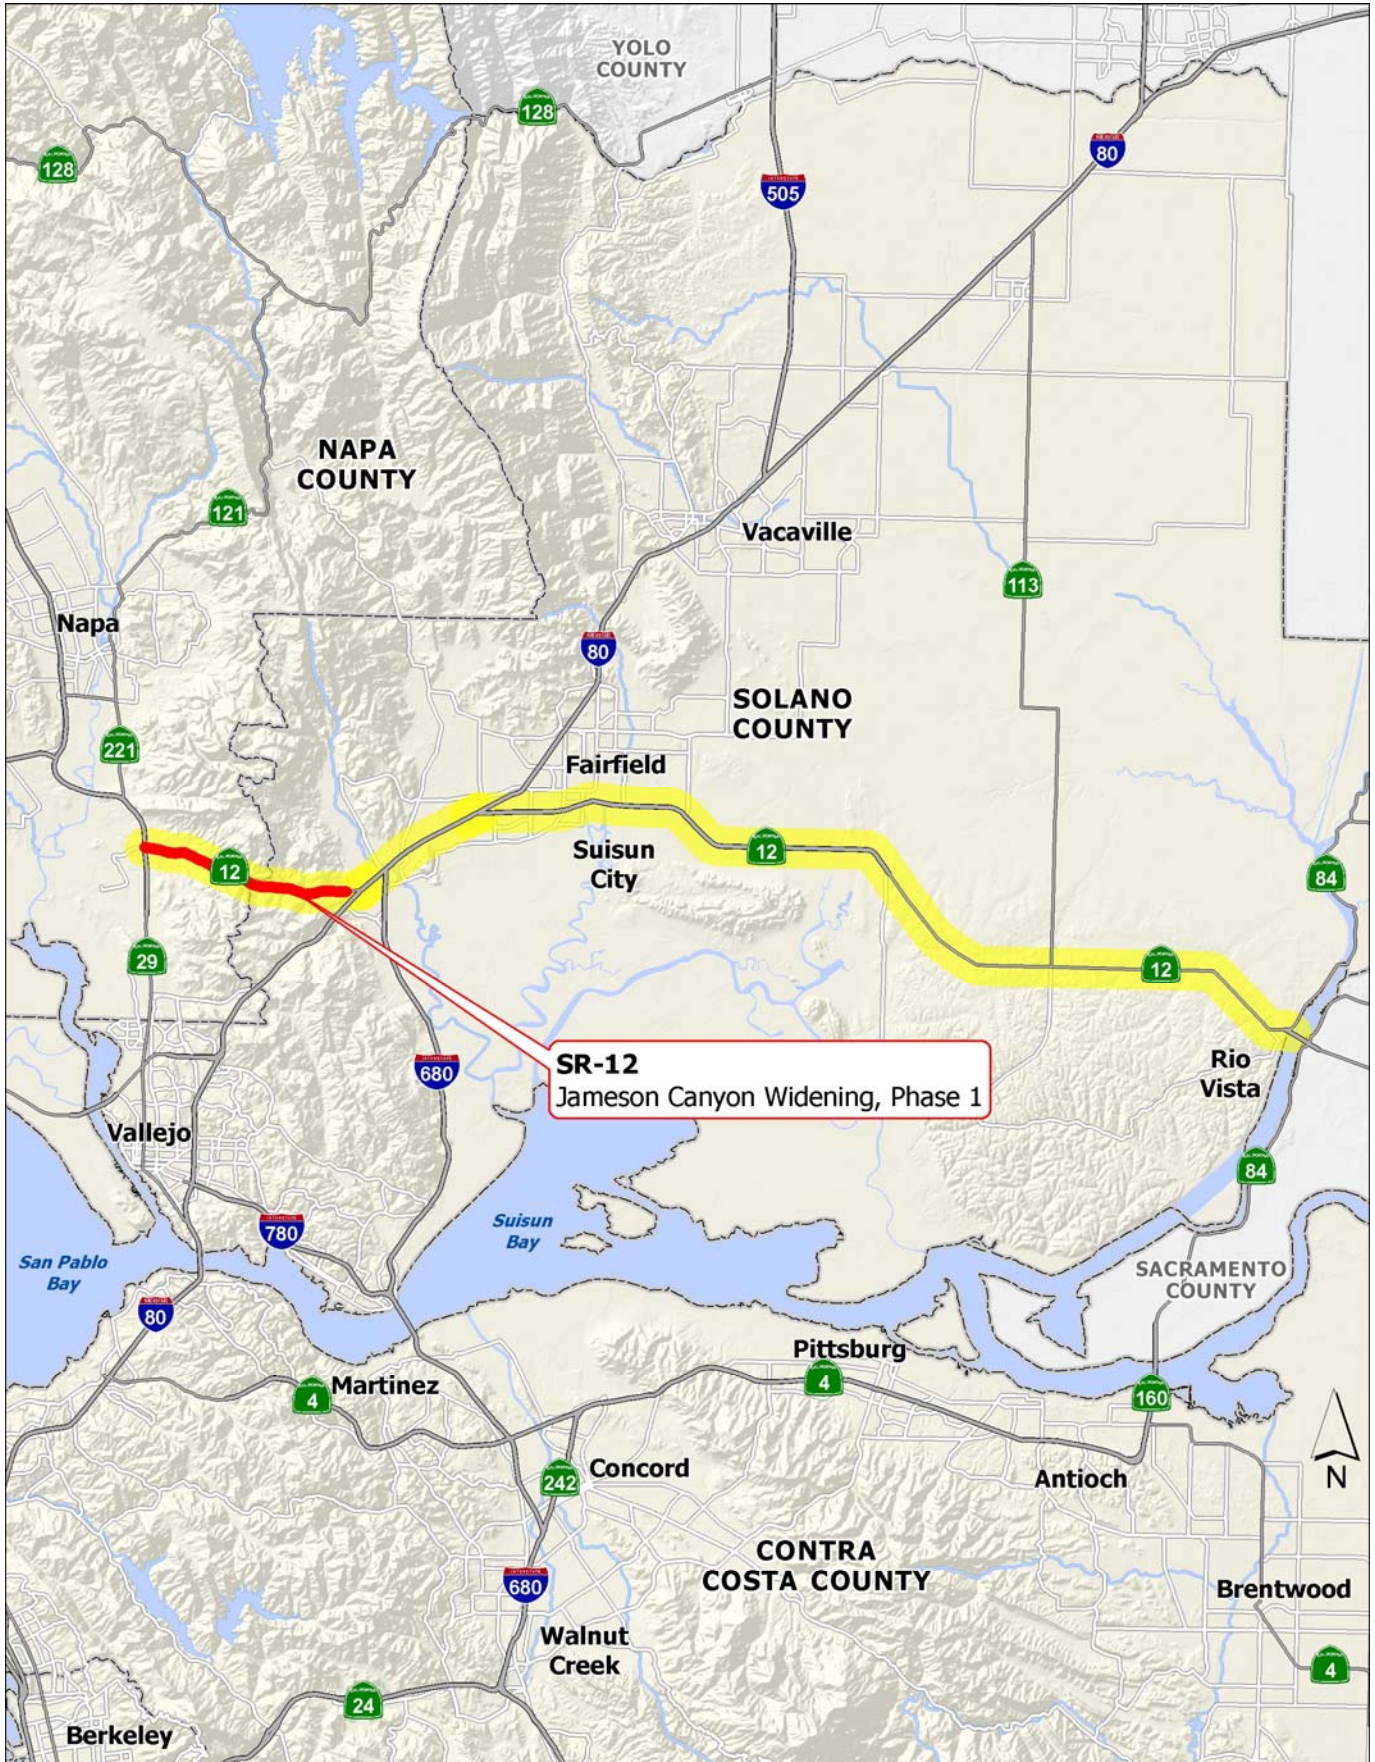 YOLO
COUNTY
128
128
80
505
NAPA
COUNTY
121
Vacaville
113
Napa
80
SOLANO
COUNTY
221
Fairfield
12
Suisun
City
12
84
29
12
680
SR-12
Jameson Canyon Widening, Phase 1
Rio
Vista
Vallejo
84
780
Suisun
Bay
San Pablo
Bay
SACRAMENTO
COUNTY
80
Pittsburg
4
Martinez
4
160
N
Concord
242
Antioch
CONTRA
COSTA COUNTY
680
Brentwood
Walnut
Creek
4
24
Berkeley